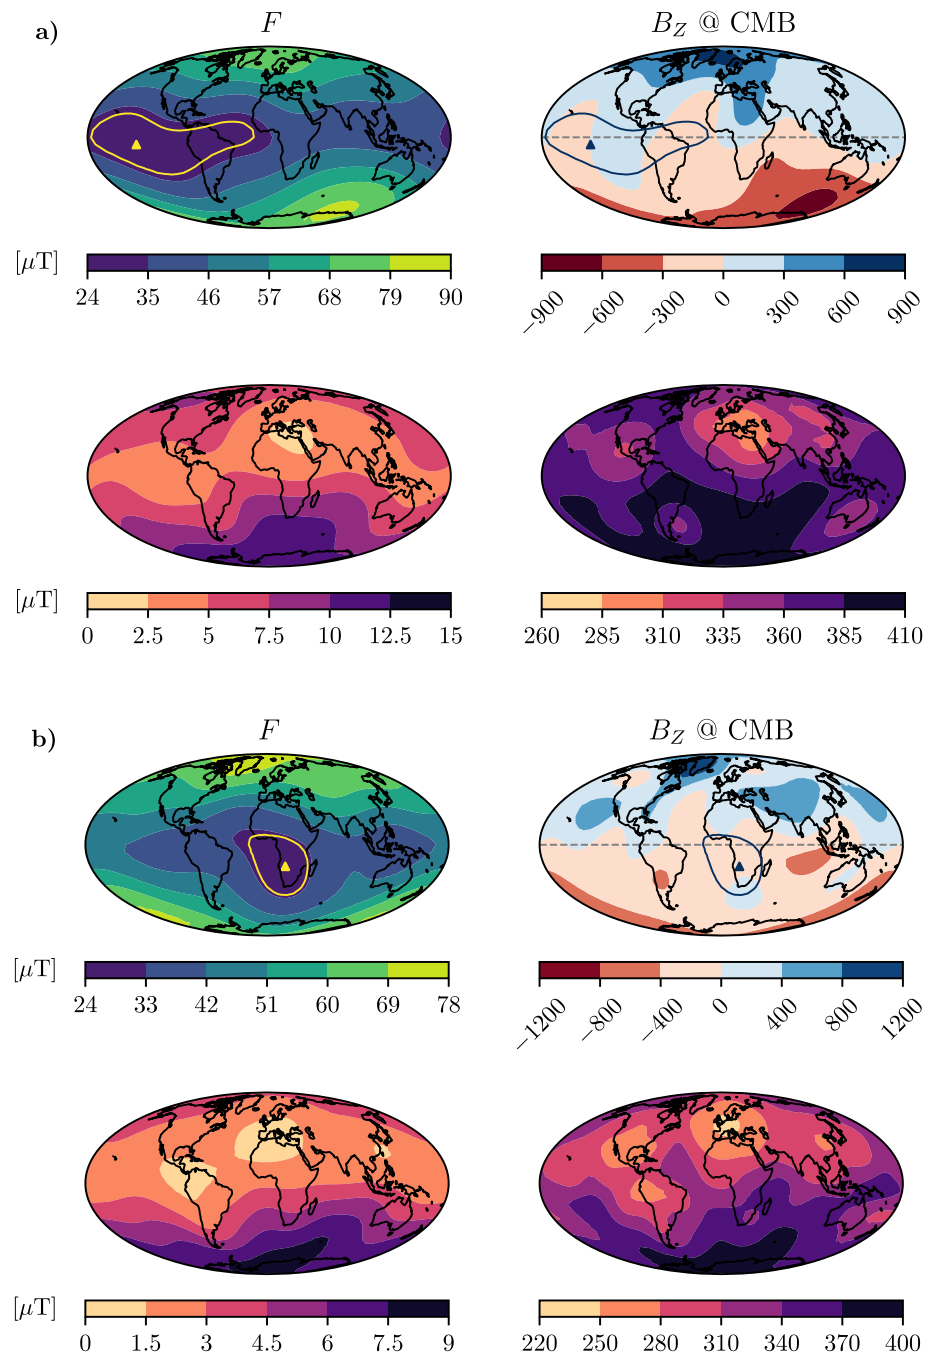 a)
F
B_Z @ CMB
[μT]
24 35 46 57 68 79 90
−900 −600 −300 0 300 600 900
[μT]
0 2.5 5 7.5 10 12.5 15
260 285 310 335 360 385 410
b)
F
B_Z @ CMB
[μT]
24 33 42 51 60 69 78
−1200 −800 −400 0 400 800 1200
[μT]
0 1.5 3 4.5 6 7.5 9
220 250 280 310 340 370 400